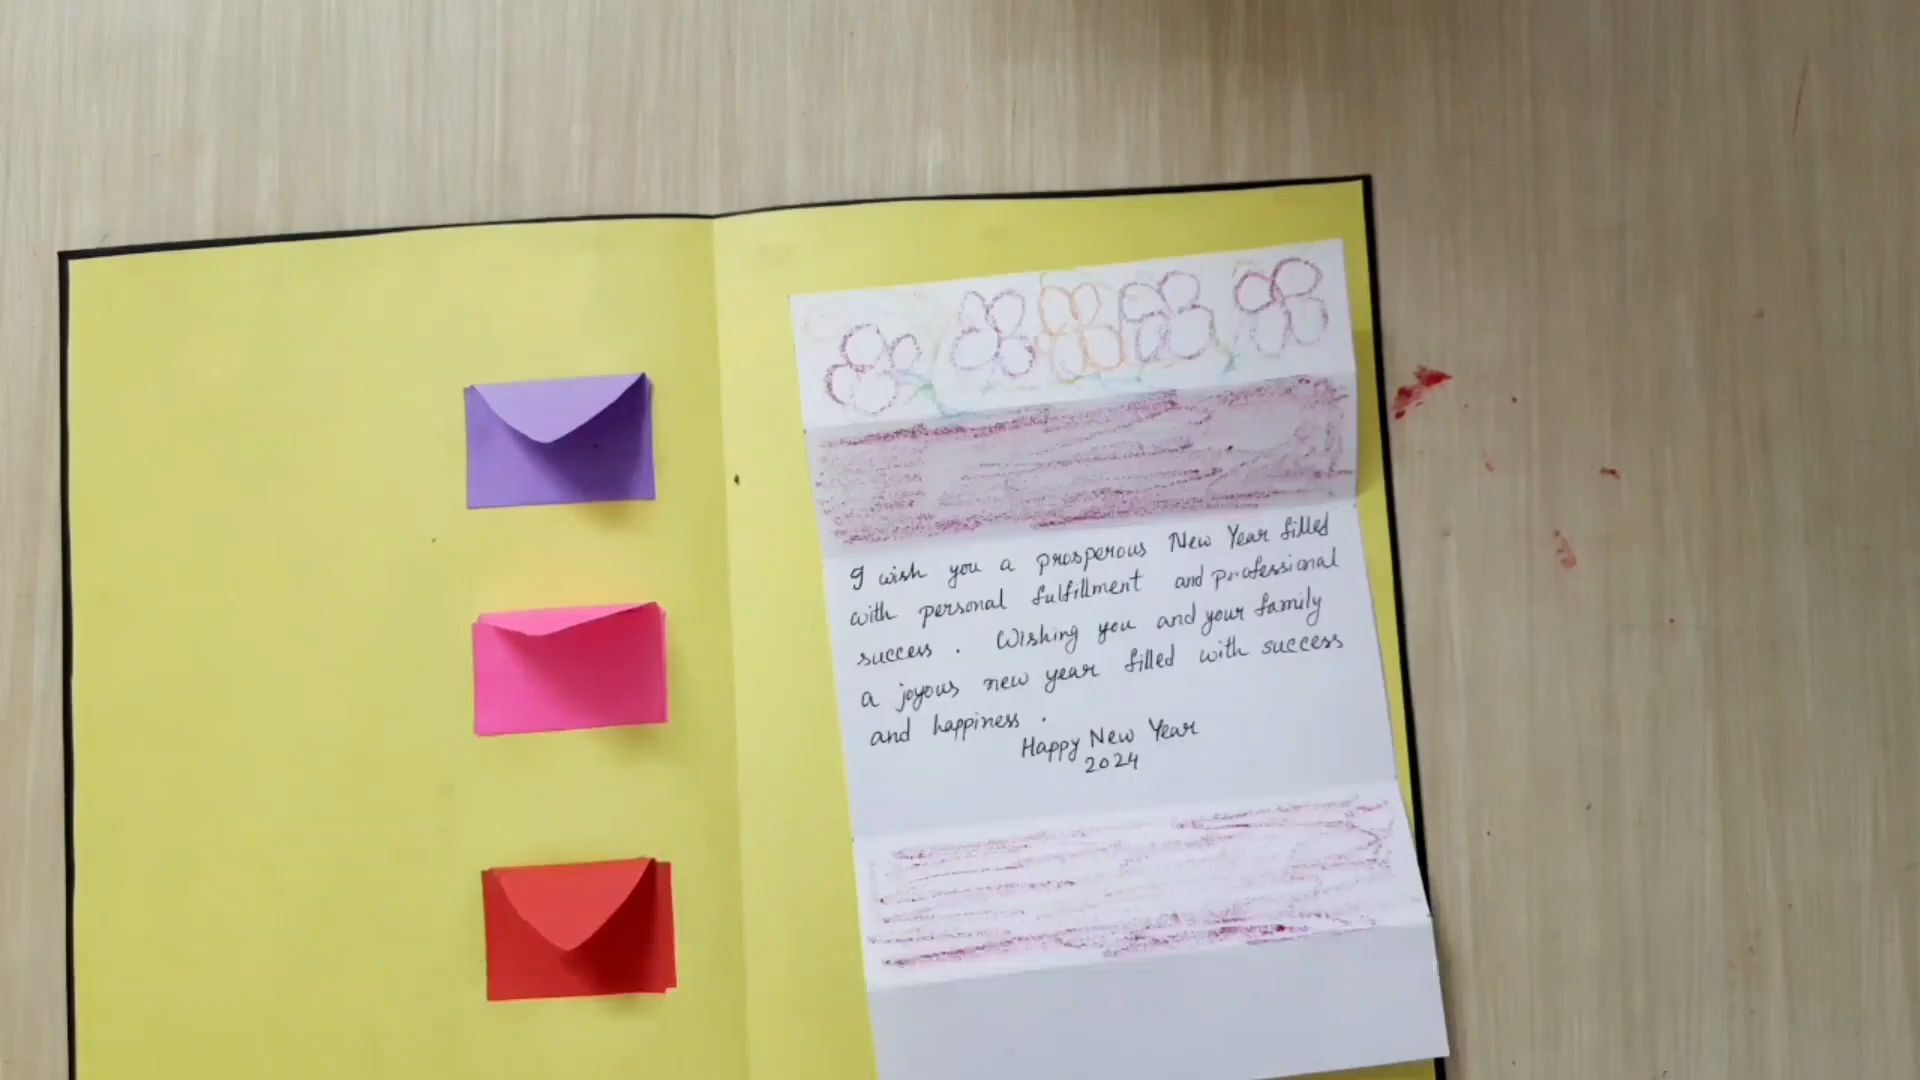 I wish you a prosperous New Year filled
with personal fulfillment and professional
success. Wishing you and your family
a joyous new year filled with success
and happiness.
Happy New Year
2024